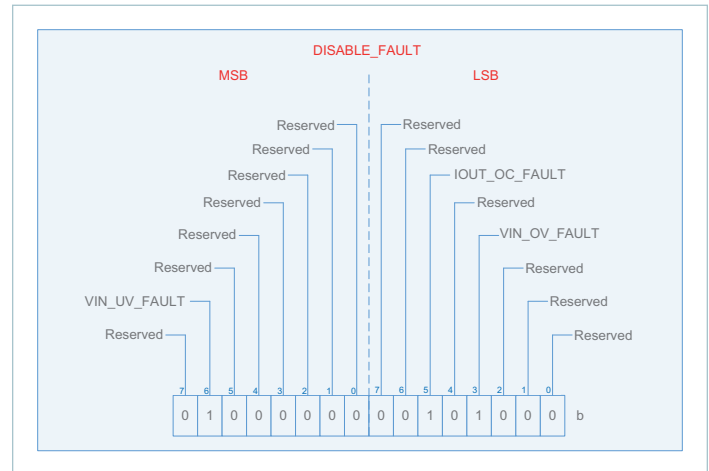 DISABLE_FAULT
MSB LSB
Reserved Reserved
Reserved Reserved
Reserved IOUT_OC_FAULT
Reserved Reserved
Reserved VIN_OV_FAULT
Reserved Reserved
VIN_UV_FAULT Reserved
Reserved Reserved
7 6 5 4 3 2 1 0 7 6 5 4 3 2 1 0
0 1 0 0 0 0 0 0 0 0 1 0 1 0 0 0 b